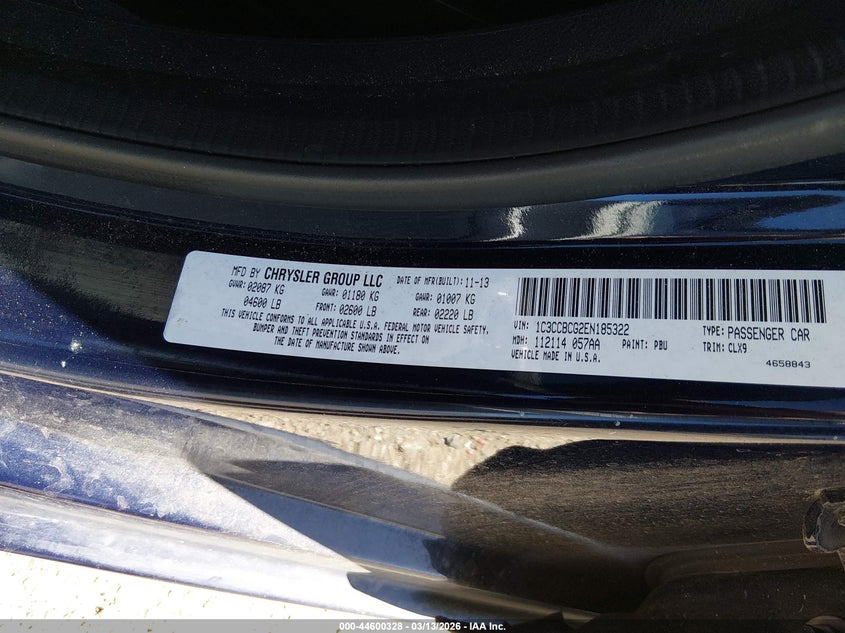 MFD BY CHRYSLER GROUP LLC DATE OF MFR(BUILT): 11-13
GVWR: 02087 KG GAWR: 01180 KG GAWR: 01007 KG
04600 LB FRONT: 02600 LB REAR: 02220 LB
THIS VEHICLE CONFORMS TO ALL APPLICABLE U.S.A. FEDERAL MOTOR VEHICLE SAFETY,
BUMPER AND THEFT PREVENTION STANDARDS IN EFFECT ON
THE DATE OF MANUFACTURE SHOWN ABOVE.
VIN: 1C3CCBCG2EN185322 TYPE: PASSENGER CAR
MDH: 112114 057AA PAINT: PBU TRIM: CLX9
VEHICLE MADE IN U.S.A.
4658843
000-44600328 - 03/13/2026 - IAA Inc.